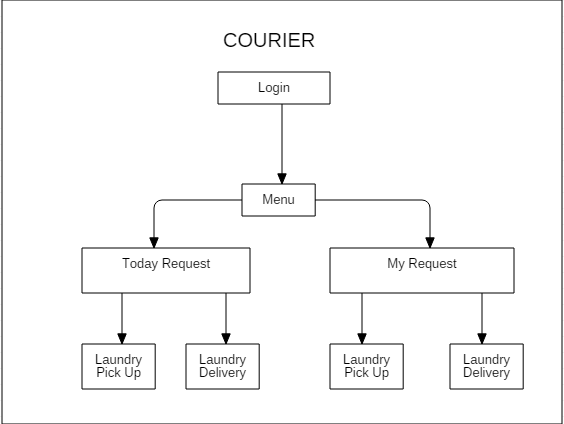 COURIER
Login
Menu
Today Request
My Request
Laundry
Pick Up
Laundry
Delivery
Laundry
Pick Up
Laundry
Delivery